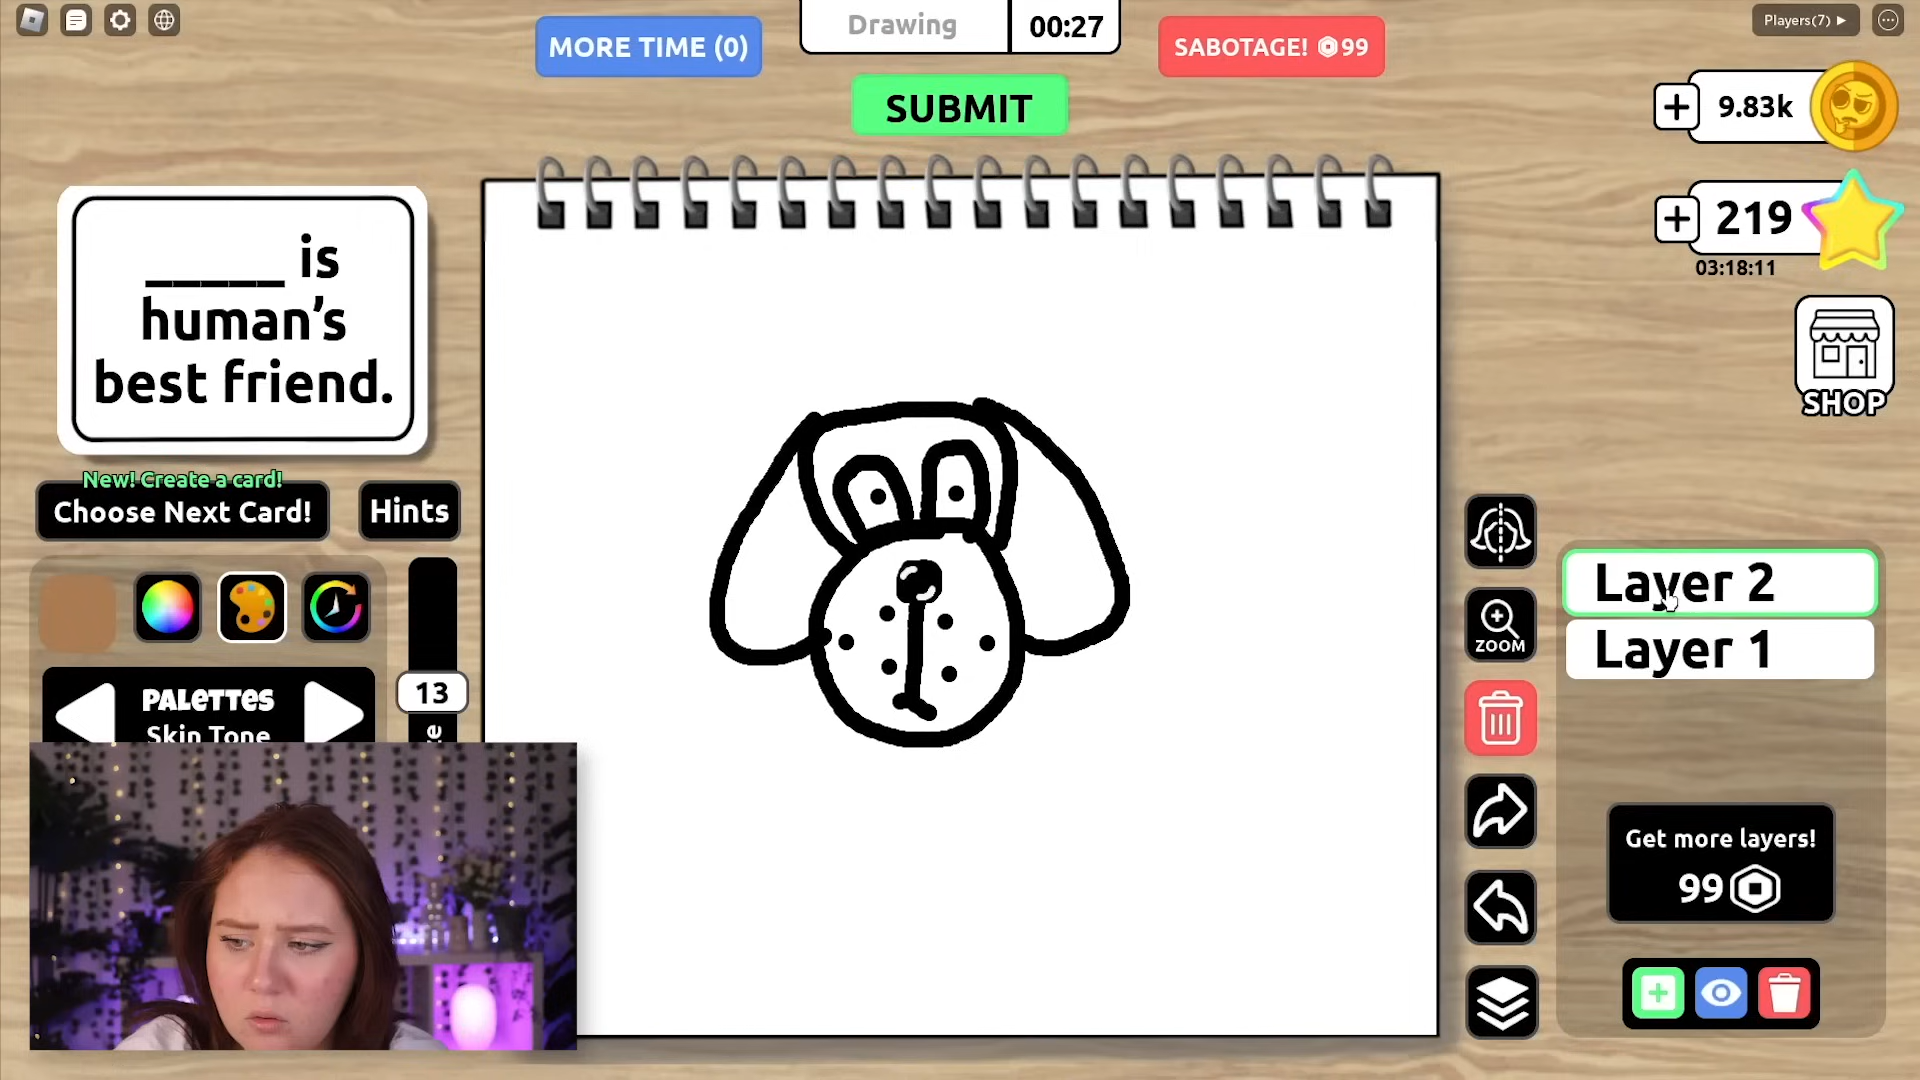 MORE TIME (0)
Drawing
00:27
SABOTAGE! 99
Players(7)
SUBMIT
9.83k
219
03:18:11
SHOP
_____ is
human's
best friend.
New! Create a card!
Choose Next Card!
Hints
PALETTES
Skin Tone
13
ZOOM
Layer 2
Layer 1
Get more layers!
99